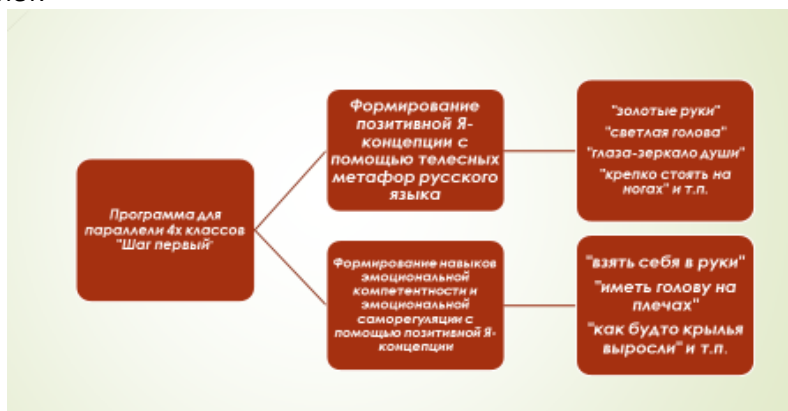 Программа для
параллели 4х классов
"Шаг первый"
Формирование
позитивной Я-
концепции с
помощью телесных
метафор русского
языка
"золотые руки"
"светлая голова"
"глаза-зеркало души"
"крепко стоять на
ногах" и т.п.
Формирование навыков
эмоциональной
компетентности и
эмоциональной
саморегуляции с
помощью позитивной Я-
концепции
"взять себя в руки"
"иметь голову на
плечах"
"как будто крылья
выросли" и т.п.